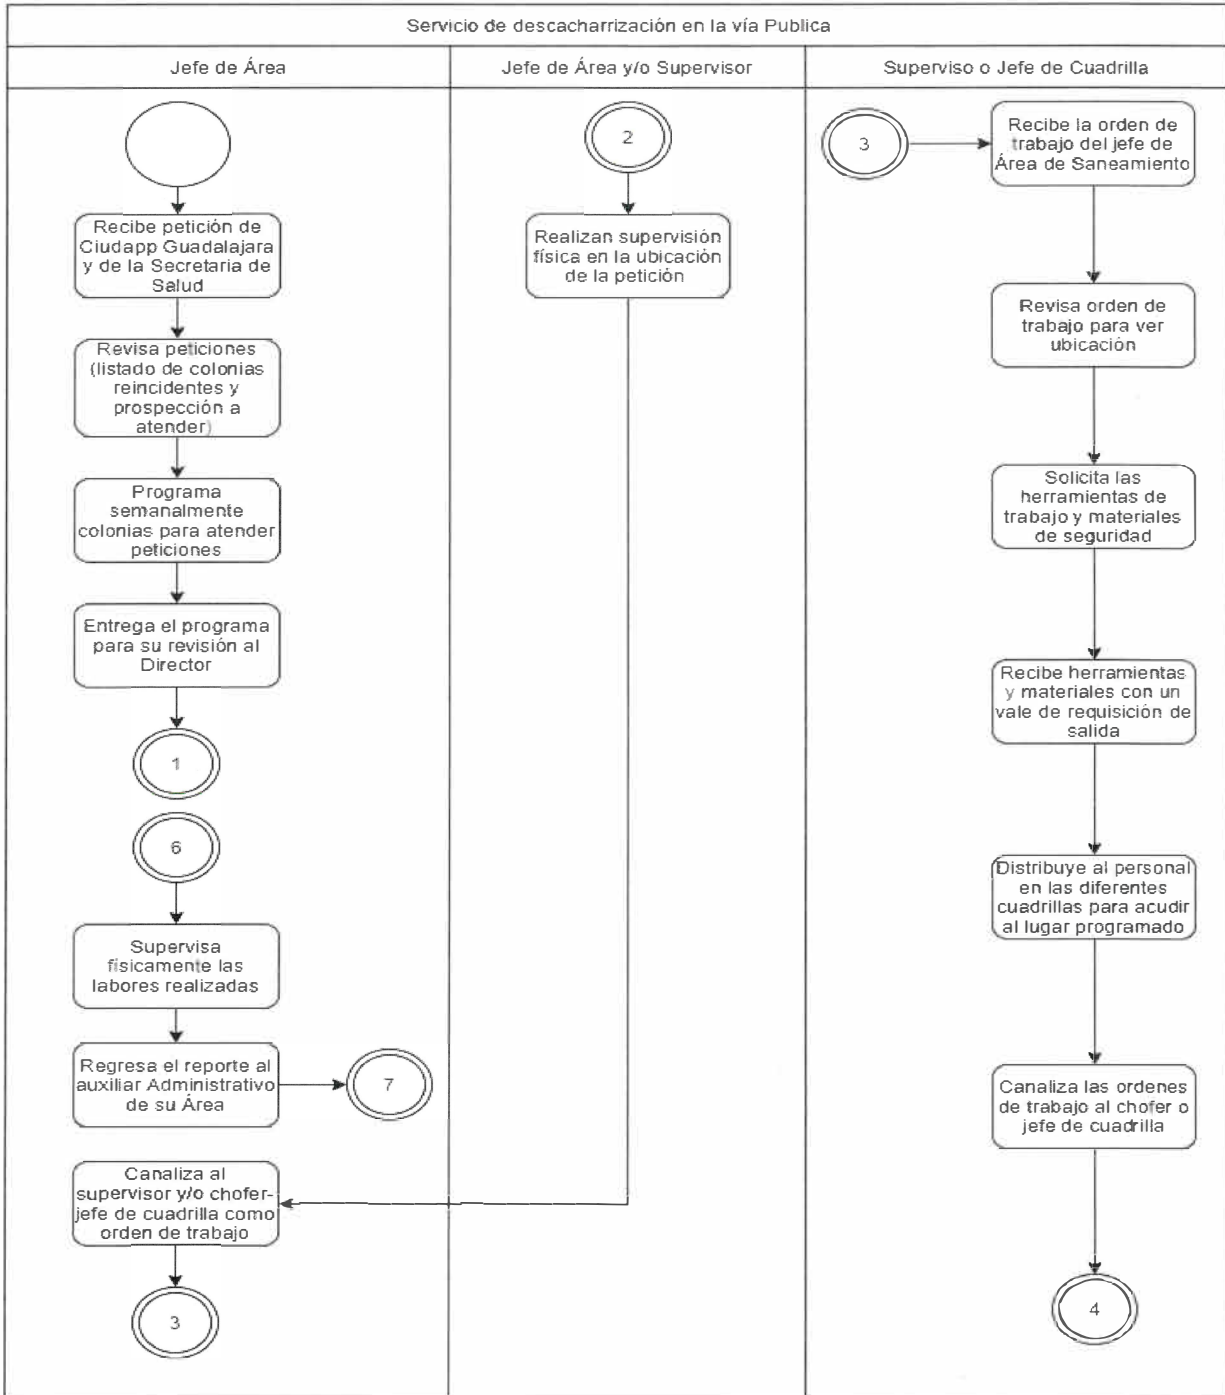 Servicio de descacharrización en la vía Publica
Jefe de Área
Jefe de Área y/o Supervisor
Superviso o Jefe de Cuadrilla
Recibe petición de
Ciudapp Guadalajara
y de la Secretaria de
Salud
Revisa peticiones
(listado de colonias
reincidentes y
prospección a
atender)
Programa
semanalmente
colonias para atender
peticiones
Entrega el programa
para su revisión al
Director
1
6
Supervisa
físicamente las
labores realizadas
Regresa el reporte al
auxiliar Administrativo
de su Área
7
Canaliza al
supervisor y/o chofer-
jefe de cuadrilla como
orden de trabajo
3
2
Realizan supervisión
física en la ubicación
de la petición
3
Recibe la orden de
trabajo del jefe de
Área de Saneamiento
Revisa orden de
trabajo para ver
ubicación
Solicita las
herramientas de
trabajo y materiales
de seguridad
Recibe herramientas
y materiales con un
vale de requisición de
salida
Distribuye al personal
en las diferentes
cuadrillas para acudir
al lugar programado
Canaliza las ordenes
de trabajo al chofer o
jefe de cuadrilla
4